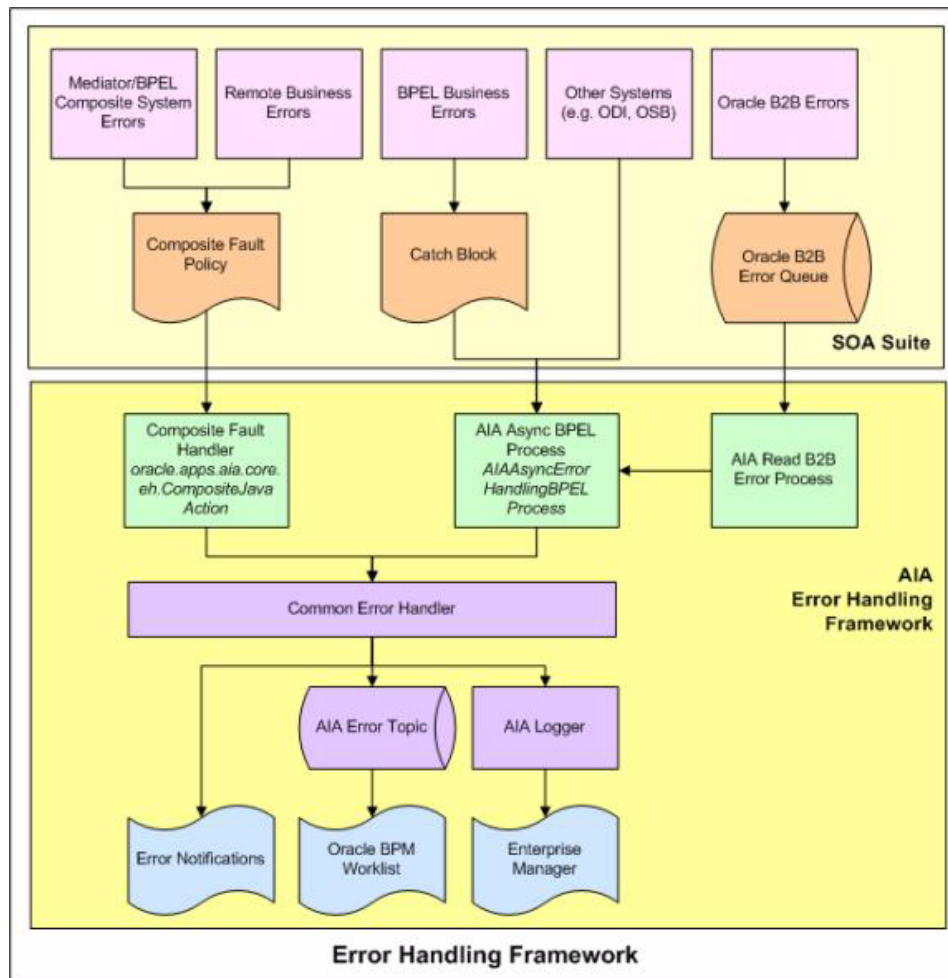 Mediator/BPEL
Composite System
Errors
Remote Business
Errors
BPEL Business
Errors
Other Systems
(e.g. ODI, OSB)
Oracle B2B Errors
Composite Fault
Policy
Catch Block
Oracle B2B
Error Queue
SOA Suite
Composite Fault
Handler
oracle.apps.aia.core.
eh.CompositeJava
Action
AIA Async BPEL
Process
AIAAsyncError
HandlingBPEL
Process
AIA Read B2B
Error Process
AIA
Error Handling
Framework
Common Error Handler
AIA Error Topic
AIA Logger
Error Notifications
Oracle BPM
Worklist
Enterprise
Manager
Error Handling Framework